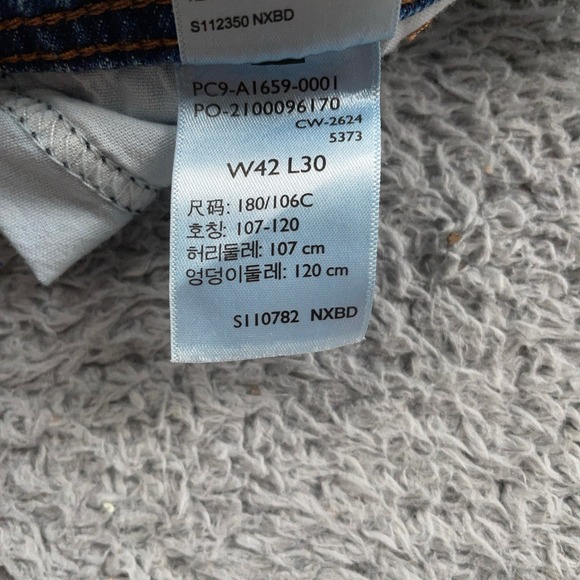 S112350 NXBD
PC9-A1659-0001
PO-2100096170
CW-2624
5373
W42 L30
尺码: 180/106C
호칭: 107-120
허리둘레: 107 cm
엉덩이둘레: 120 cm
S110782 NXBD